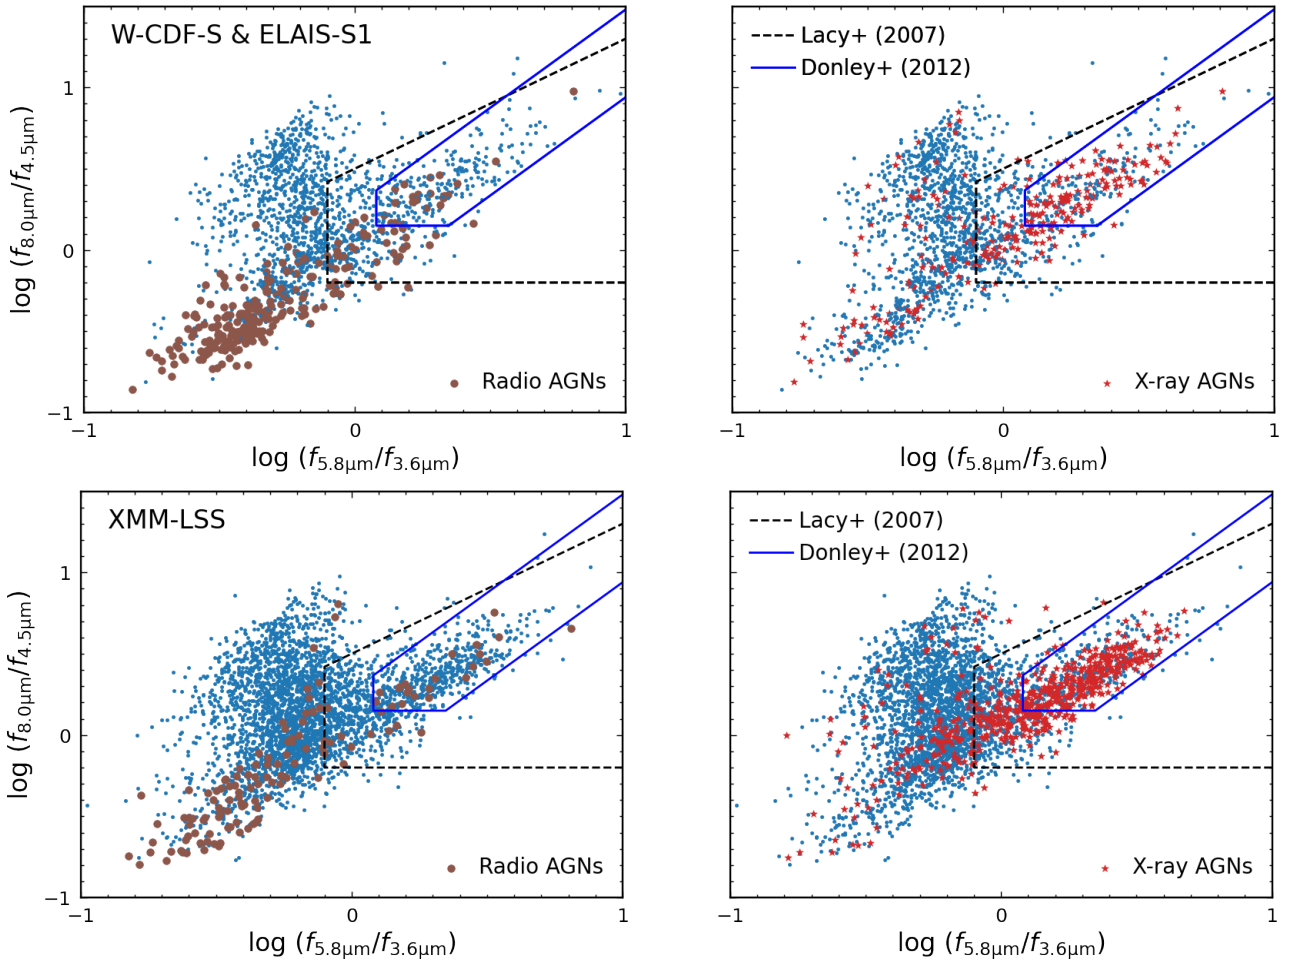 W-CDF-S & ELAIS-S1
1
0
−1
−1
0
1
log (f8.0μm/f4.5μm)
log (f5.8μm/f3.6μm)
Radio AGNs
Lacy+ (2007)
Donley+ (2012)
X-ray AGNs
−1
0
1
log (f5.8μm/f3.6μm)
XMM-LSS
1
0
−1
−1
0
1
log (f8.0μm/f4.5μm)
log (f5.8μm/f3.6μm)
Radio AGNs
Lacy+ (2007)
Donley+ (2012)
X-ray AGNs
−1
0
1
log (f5.8μm/f3.6μm)